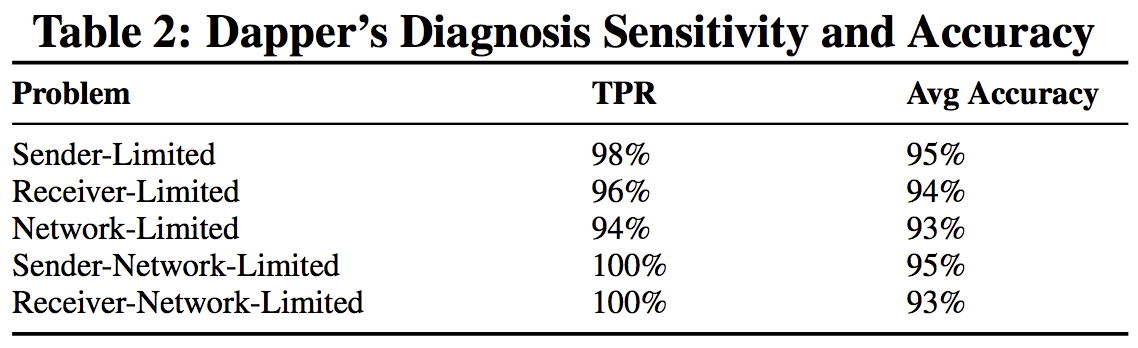 Table 2: Dapper's Diagnosis Sensitivity and Accuracy
Problem TPR Avg Accuracy
Sender-Limited 98% 95%
Receiver-Limited 96% 94%
Network-Limited 94% 93%
Sender-Network-Limited 100% 95%
Receiver-Network-Limited 100% 93%